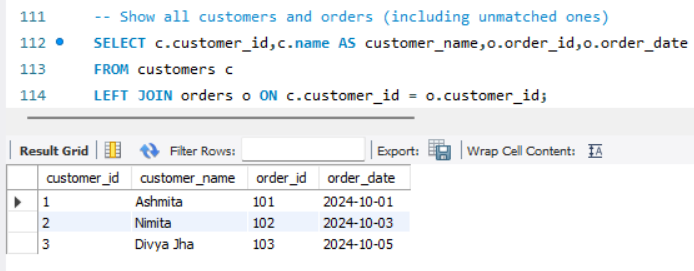 111 -- Show all customers and orders (including unmatched ones)
112 SELECT c.customer_id,c.name AS customer_name,o.order_id,o.order_date
113 FROM customers c
114 LEFT JOIN orders o ON c.customer_id = o.customer_id;
Result Grid Filter Rows: Export: Wrap Cell Content: IA
customer_id customer_name order_id order_date
1 Ashmita 101 2024-10-01
2 Nimita 102 2024-10-03
3 Divya Jha 103 2024-10-05